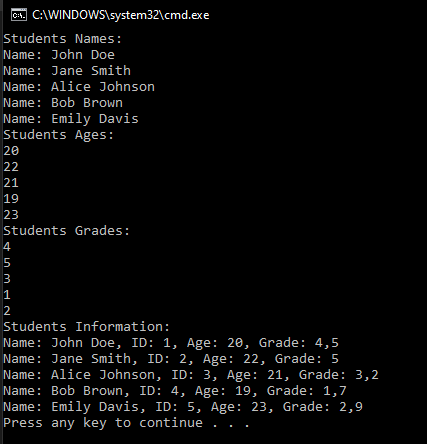 C:\WINDOWS\system32\cmd.exe
Students Names:
Name: John Doe
Name: Jane Smith
Name: Alice Johnson
Name: Bob Brown
Name: Emily Davis
Students Ages:
20
22
21
19
23
Students Grades:
4
5
3
1
2
Students Information:
Name: John Doe, ID: 1, Age: 20, Grade: 4,5
Name: Jane Smith, ID: 2, Age: 22, Grade: 5
Name: Alice Johnson, ID: 3, Age: 21, Grade: 3,2
Name: Bob Brown, ID: 4, Age: 19, Grade: 1,7
Name: Emily Davis, ID: 5, Age: 23, Grade: 2,9
Press any key to continue . . .